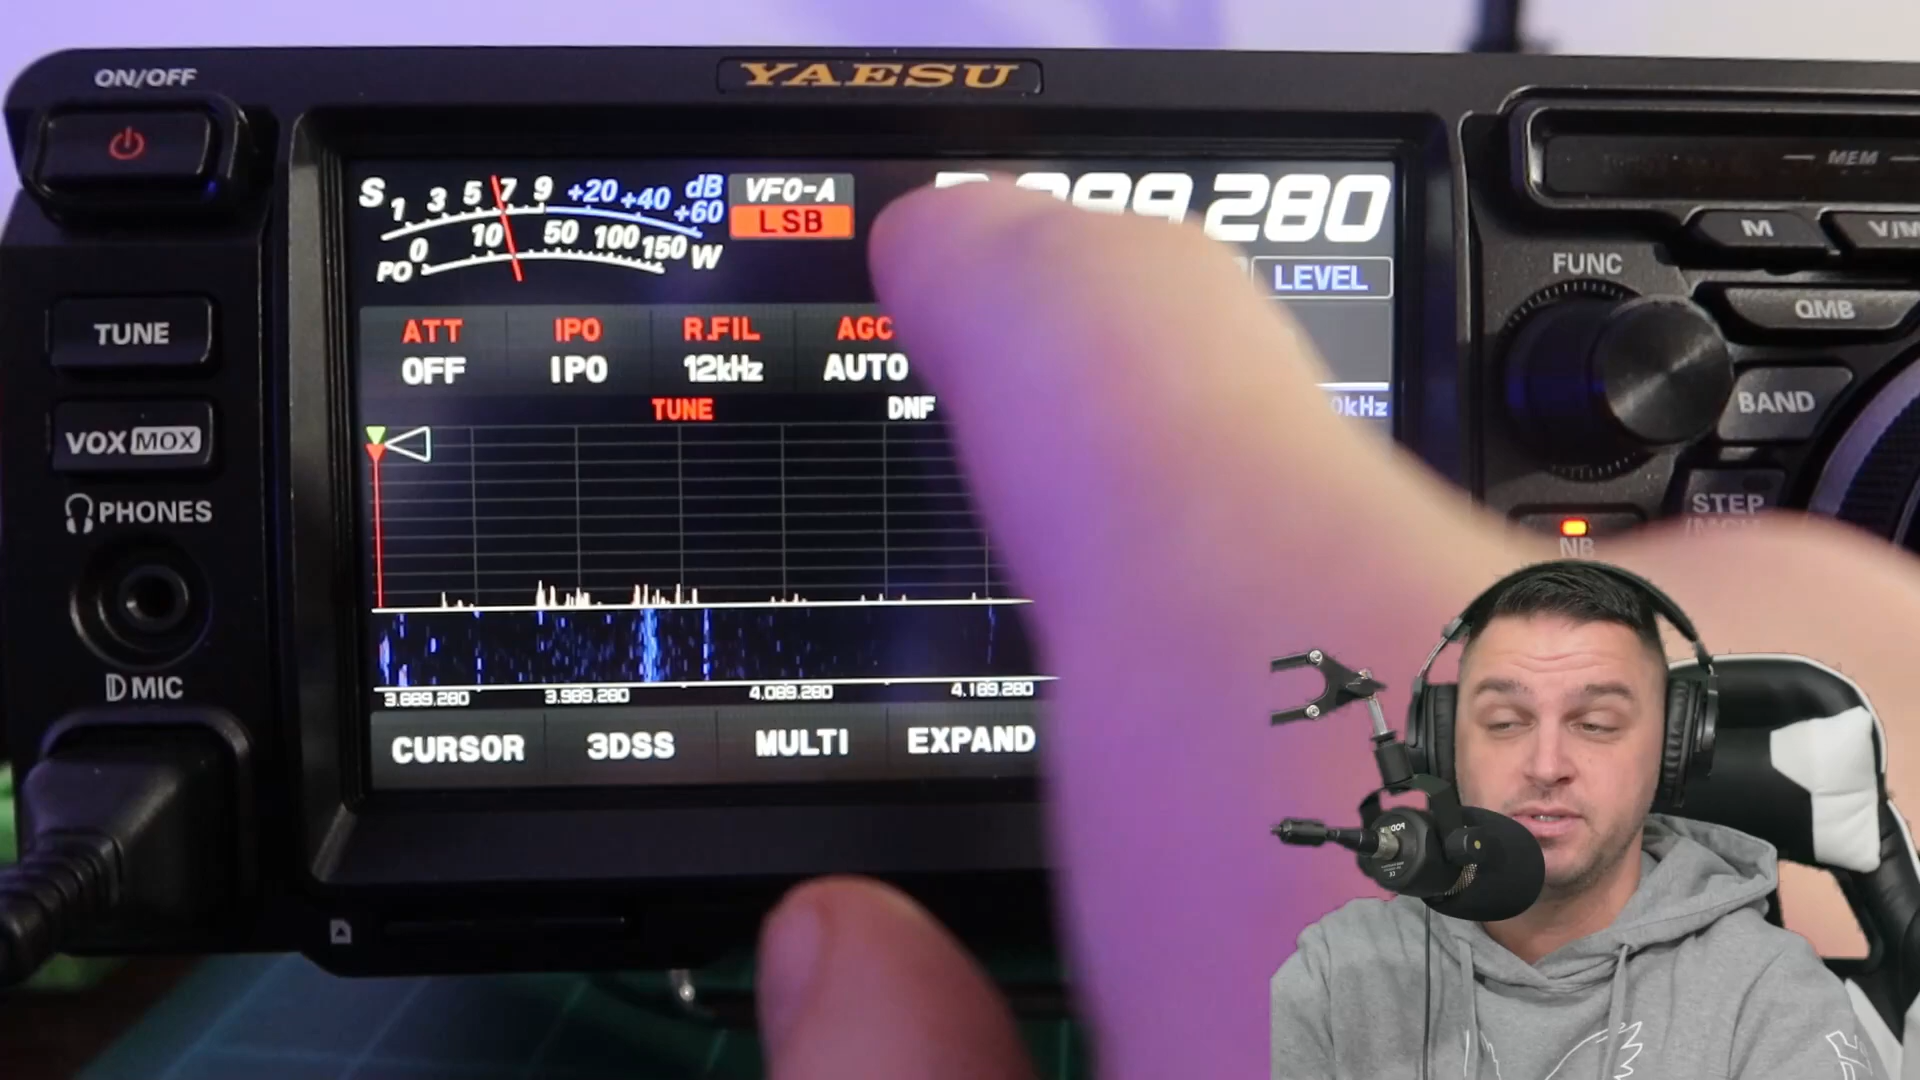 ON/OFF
YAESU
S 1 3 5 7 9 +20 +40 +60 dB
PO 0 10 50 100 150 W
VFO-A
LSB
280
LEVEL
MEM
M
V/M
FUNC
QMB
TUNE
ATT IPO R.FIL AGC
OFF IPO 12kHz AUTO
TUNE DNF
BAND
VOX MOX
STEP
NB
PHONES
MIC
3.889.280 3.989.280 4.089.280 4.189.280
CURSOR 3DSS MULTI EXPAND